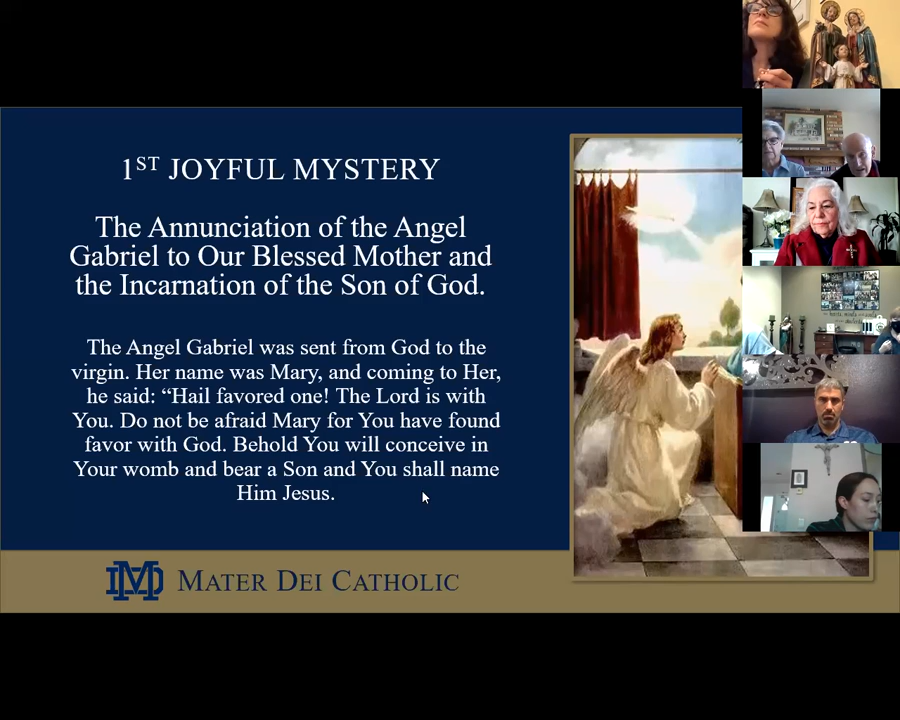 1ST JOYFUL MYSTERY
The Annunciation of the Angel
Gabriel to Our Blessed Mother and
the Incarnation of the Son of God.
The Angel Gabriel was sent from God to the
virgin. Her name was Mary, and coming to Her,
he said: “Hail favored one! The Lord is with
You. Do not be afraid Mary for You have found
favor with God. Behold You will conceive in
Your womb and bear a Son and You shall name
Him Jesus.
MD MATER DEI CATHOLIC